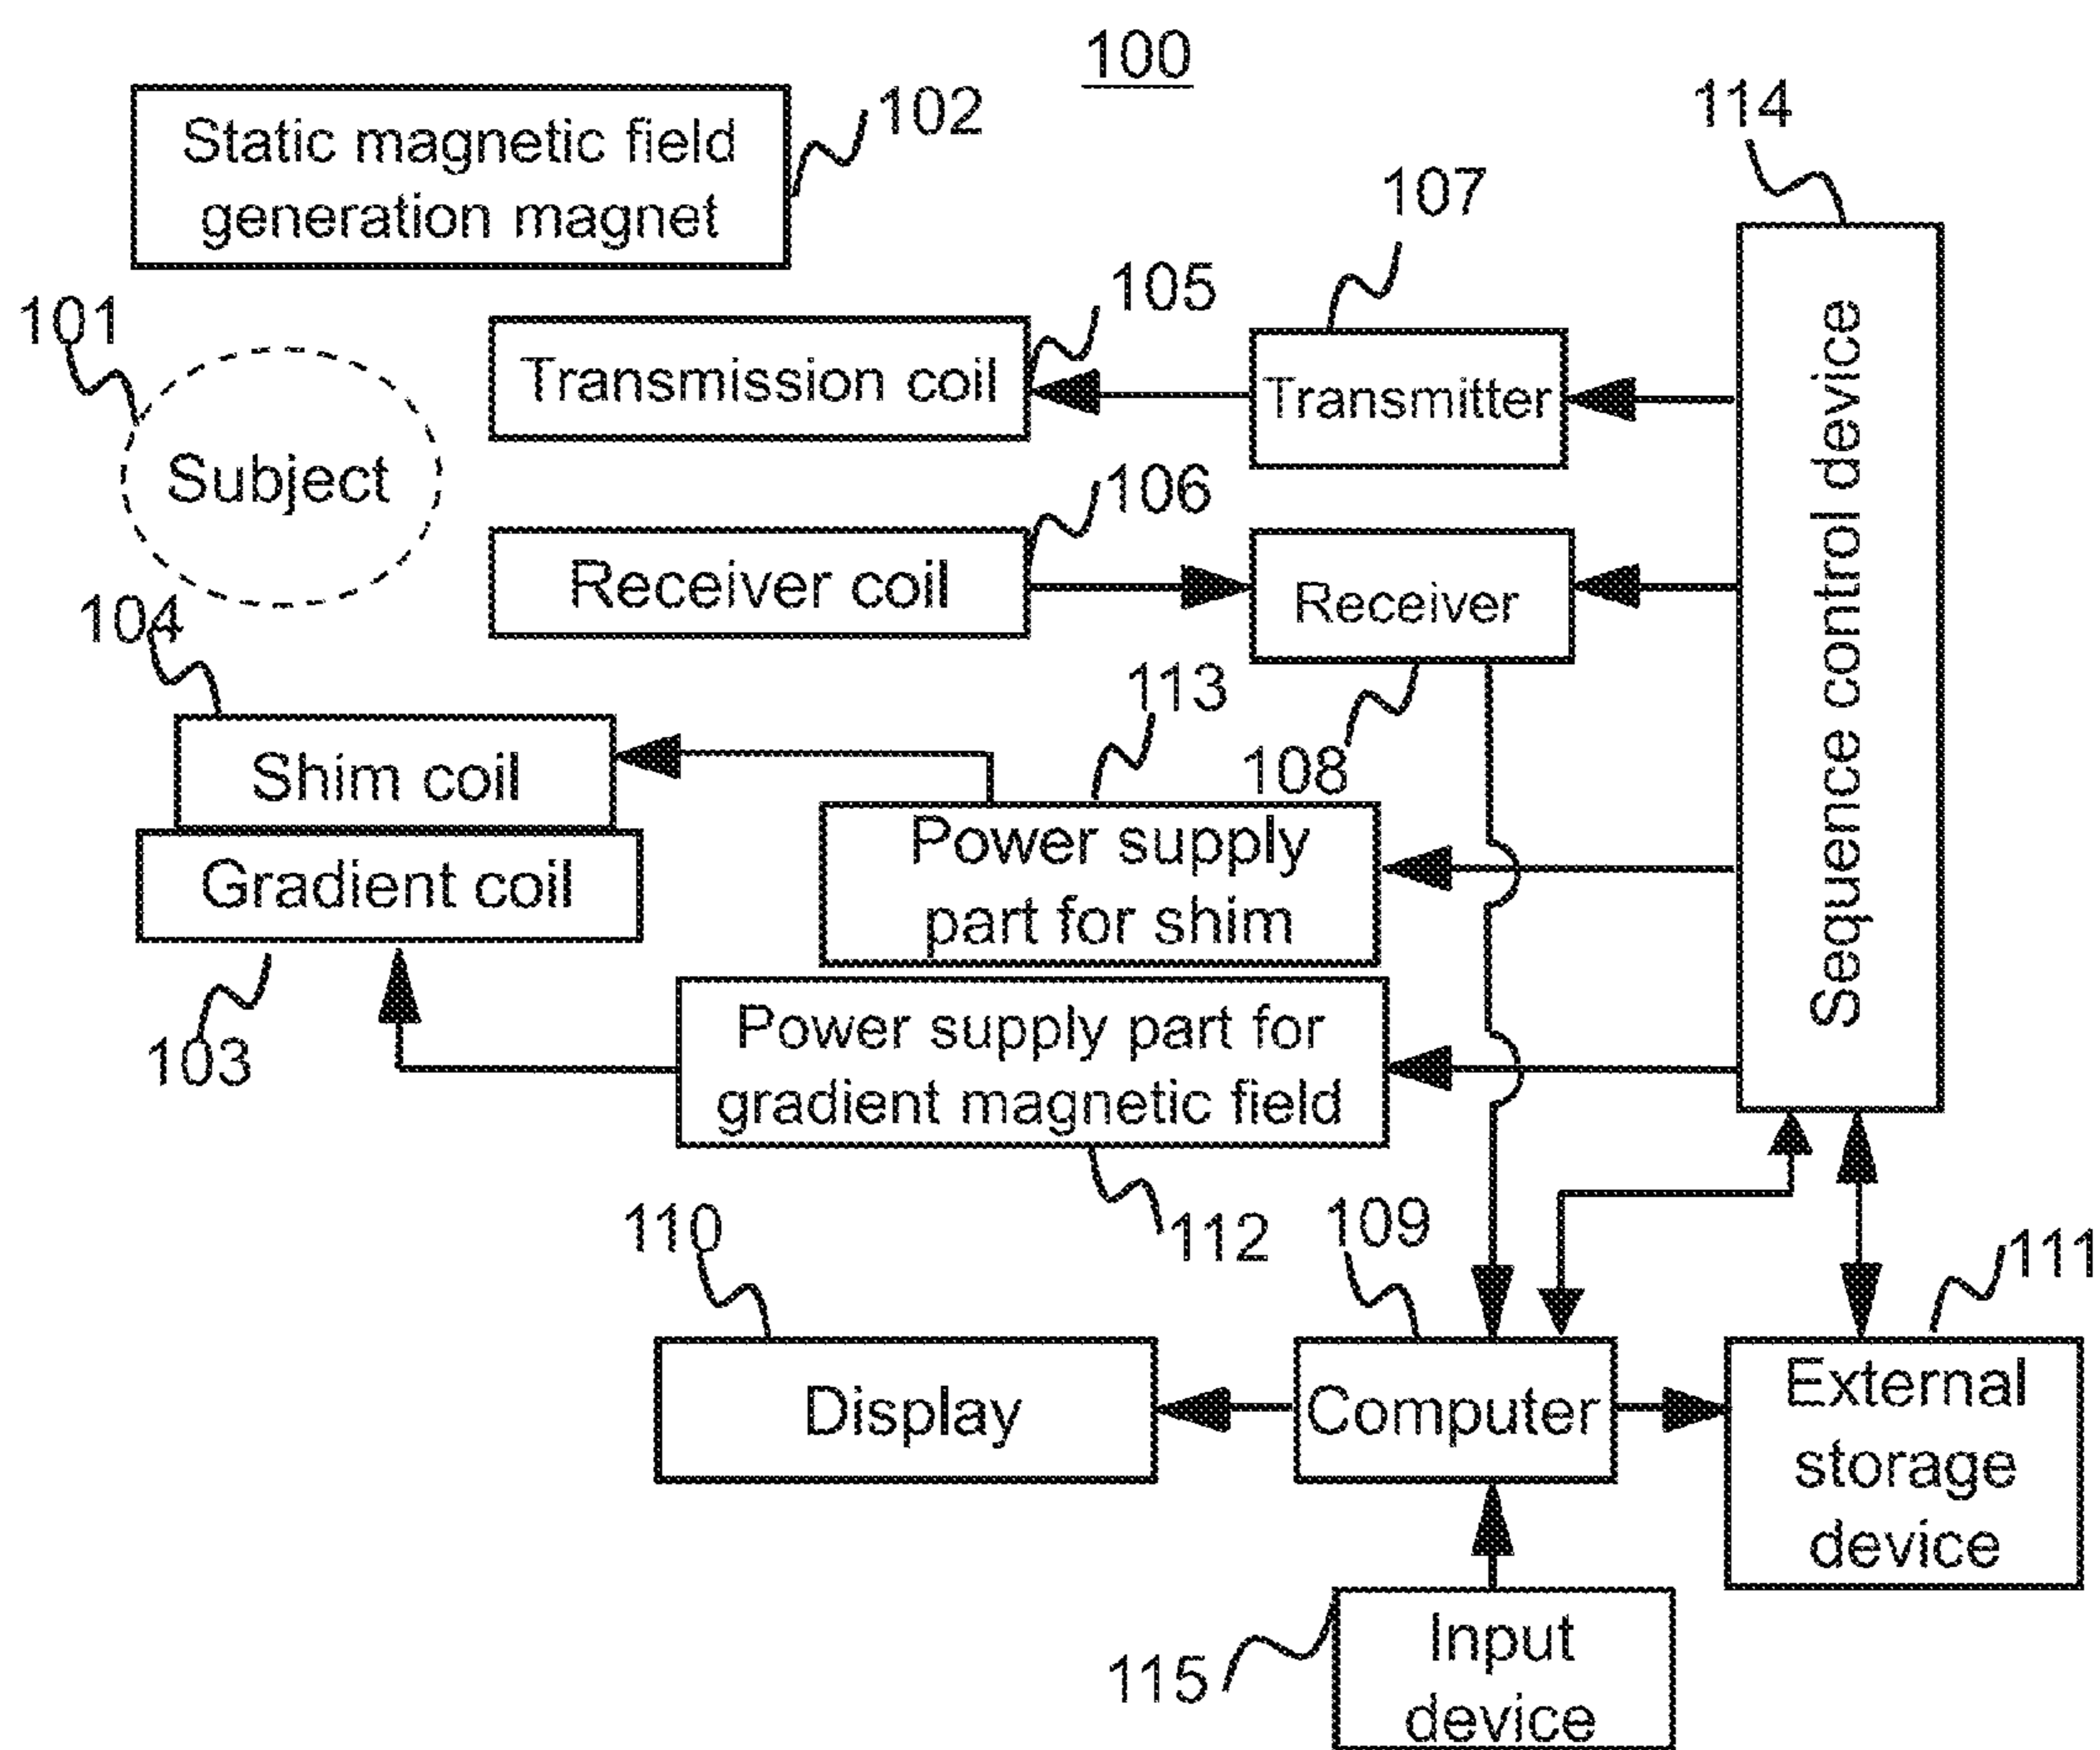 100
Static magnetic field
generation magnet
102
114
107
101
105
Transmission coil
Transmitter
Subject
106
Receiver coil
Receiver
Sequence control device
104
113
108
Shim coil
Power supply
part for shim
Gradient coil
103
Power supply part for
gradient magnetic field
112
110
109
111
Display
Computer
External
storage
device
115
Input
device